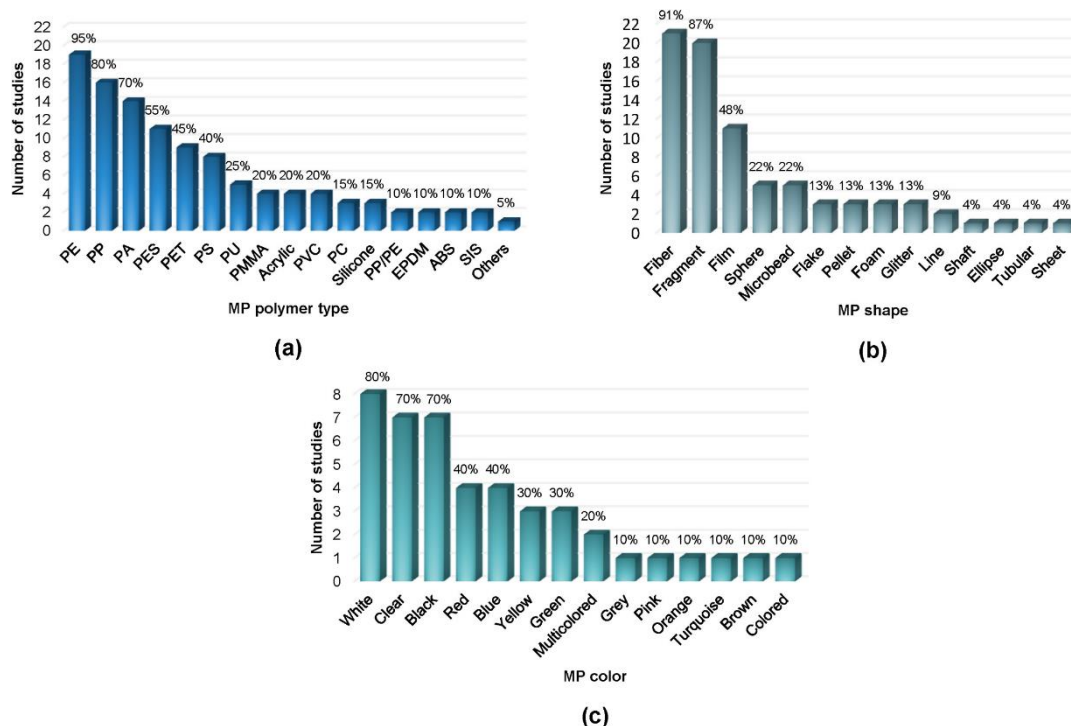 22
20
18
16
14
12
10
8
6
4
2
0
Number of studies
95%
80%
70%
55%
45%
40%
25%
20%
20%
20%
15%
15%
10%
10%
10%
10%
5%
PE
PP
PA
PES
PET
PS
PU
PMMA
Acrylic
PVC
PC
Silicone
PP/PE
EPDM
ABS
SIS
Others
MP polymer type
(a)
22
20
18
16
14
12
10
8
6
4
2
0
Number of studies
91%
87%
48%
22%
22%
13%
13%
13%
13%
9%
4%
4%
4%
4%
Fiber
Fragment
Film
Sphere
Microbead
Flake
Pellet
Foam
Glitter
Line
Shaft
Ellipse
Tubular
Sheet
MP shape
(b)
8
7
6
5
4
3
2
1
0
Number of studies
80%
70%
70%
40%
40%
30%
30%
20%
10%
10%
10%
10%
10%
10%
White
Clear
Black
Red
Blue
Yellow
Green
Multicolored
Grey
Pink
Orange
Turquoise
Brown
Colored
MP color
(c)